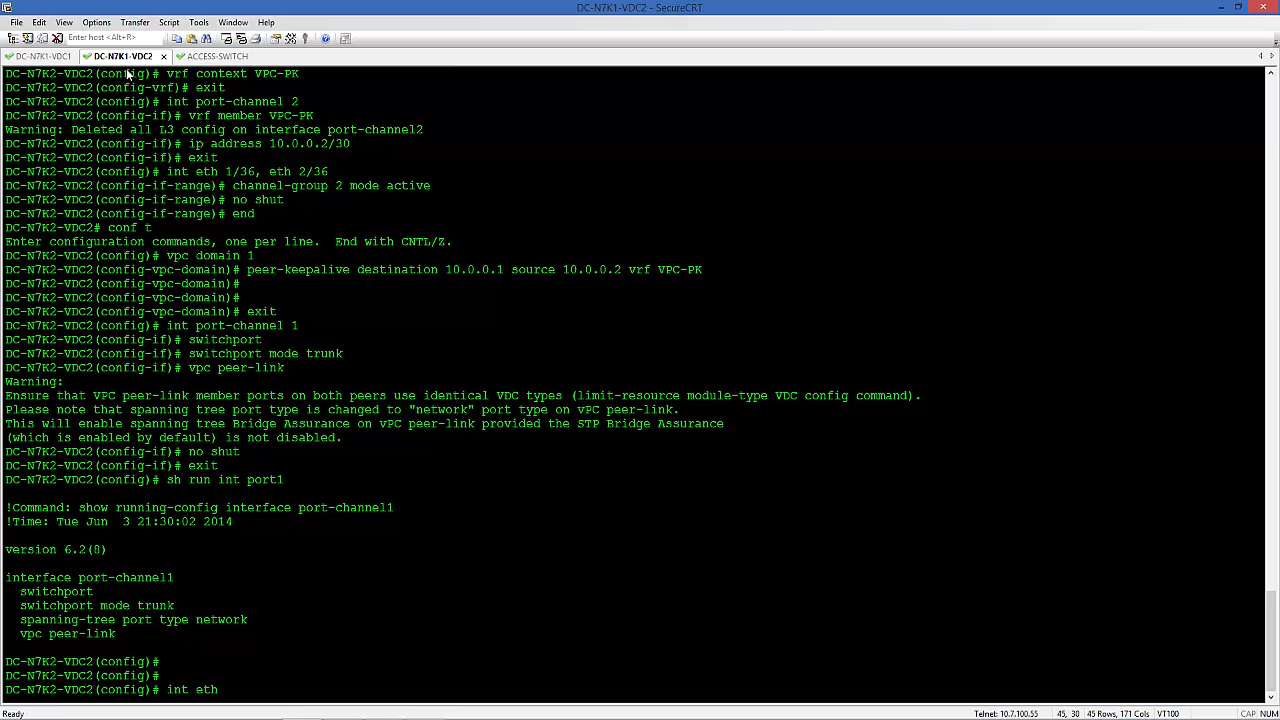 DC-N7K1-VDC2 - SecureCRT
File Edit View Options Transfer Script Tools Window Help
Enter host <Alt+R>
DC-N7K1-VDC1 DC-N7K1-VDC2 ACCESS-SWITCH
DC-N7K2-VDC2(config)# vrf context VPC-PK
DC-N7K2-VDC2(config-vrf)# exit
DC-N7K2-VDC2(config)# int port-channel 2
DC-N7K2-VDC2(config-if)# vrf member VPC-PK
Warning: Deleted all L3 config on interface port-channel2
DC-N7K2-VDC2(config-if)# ip address 10.0.0.2/30
DC-N7K2-VDC2(config-if)# exit
DC-N7K2-VDC2(config)# int eth 1/36, eth 2/36
DC-N7K2-VDC2(config-if-range)# channel-group 2 mode active
DC-N7K2-VDC2(config-if-range)# no shut
DC-N7K2-VDC2(config-if-range)# end
DC-N7K2-VDC2# conf t
Enter configuration commands, one per line.  End with CNTL/Z.
DC-N7K2-VDC2(config)# vpc domain 1
DC-N7K2-VDC2(config-vpc-domain)# peer-keepalive destination 10.0.0.1 source 10.0.0.2 vrf VPC-PK
DC-N7K2-VDC2(config-vpc-domain)#
DC-N7K2-VDC2(config-vpc-domain)#
DC-N7K2-VDC2(config-vpc-domain)# exit
DC-N7K2-VDC2(config)# int port-channel 1
DC-N7K2-VDC2(config-if)# switchport
DC-N7K2-VDC2(config-if)# switchport mode trunk
DC-N7K2-VDC2(config-if)# vpc peer-link
Warning:
Ensure that VPC peer-link member ports on both peers use identical VDC types (limit-resource module-type VDC config command).
Please note that spanning tree port type is changed to "network" port type on vPC peer-link.
This will enable spanning tree Bridge Assurance on vPC peer-link provided the STP Bridge Assurance
(which is enabled by default) is not disabled.
DC-N7K2-VDC2(config-if)# no shut
DC-N7K2-VDC2(config-if)# exit
DC-N7K2-VDC2(config)# sh run int port1
!Command: show running-config interface port-channel1
!Time: Tue Jun  3 21:30:02 2014
version 6.2(8)
interface port-channel1
  switchport
  switchport mode trunk
  spanning-tree port type network
  vpc peer-link
DC-N7K2-VDC2(config)#
DC-N7K2-VDC2(config)#
DC-N7K2-VDC2(config)# int eth
Ready Telnet: 10.7.100.55 45, 30 45 Rows, 171 Cols VT100 CAP NUM